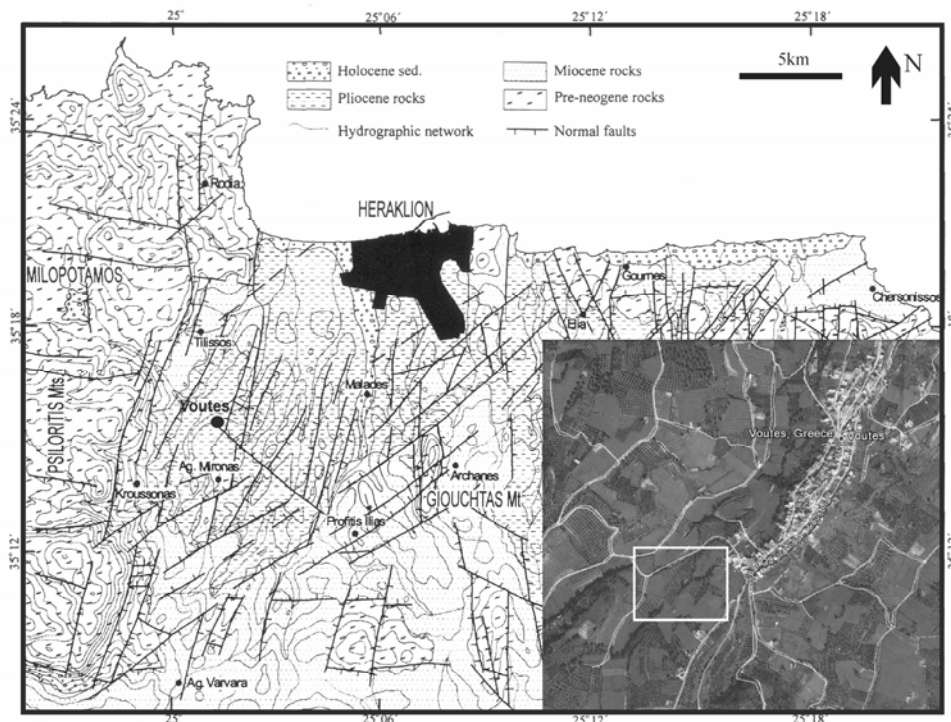 25°
25°06′
25°12′
25°18′
Holocene sed.
Miocene rocks
5km
N
Pliocene rocks
Pre-neogene rocks
Hydrographic network
Normal faults
35°24′
Rodia
HERAKLION
MILOPOTAMOS
Gournes
Chersonissos
35°18′
Elia
Tilissos
PSILORITIS Mts.
Malades
Voutes
Voutes, Greece
Voutes
Ag. Mironas
Archanes
Kroussonas
GIOUCHTAS Mt.
Profitis Ilias
35°12′
Ag. Varvara
25°
25°06′
25°12′
25°18′